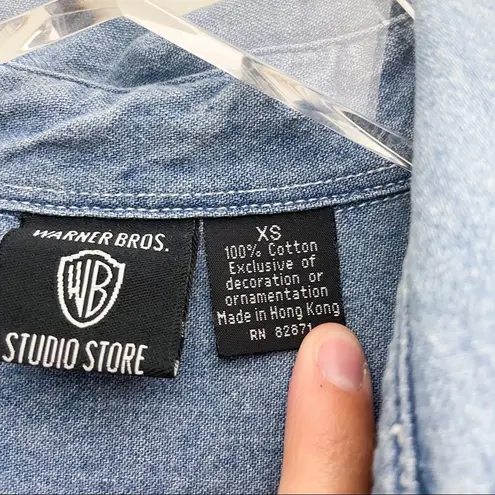 WARNER BROS.
WB
STUDIO STORE
XS
100% Cotton
Exclusive of
decoration or
ornamentation
Made in Hong Kong
RN 82871